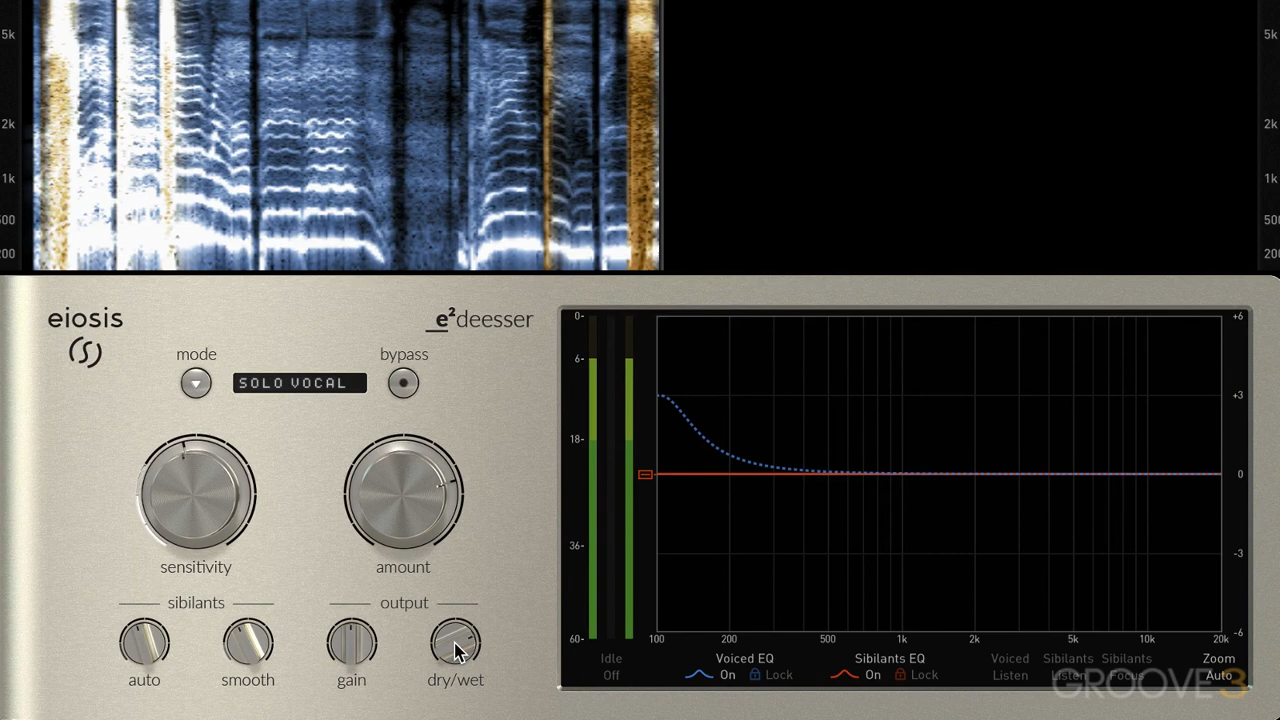 5k
2k
1k
500
200
5k
2k
1k
500
200
eiosis
e²deesser
mode
SOLO VOCAL
bypass
sensitivity
amount
sibilants
output
auto
smooth
gain
dry/wet
0-
6-
18-
36-
60-
+6
+3
0
-3
-6
100 200 500 1k 2k 5k 10k 20k
Idle
Off
Voiced EQ
On Lock
Sibilants EQ
On Lock
Voiced
Listen
Sibilants
Listen
Sibilants
Focus
Zoom
Auto
GROOVE3